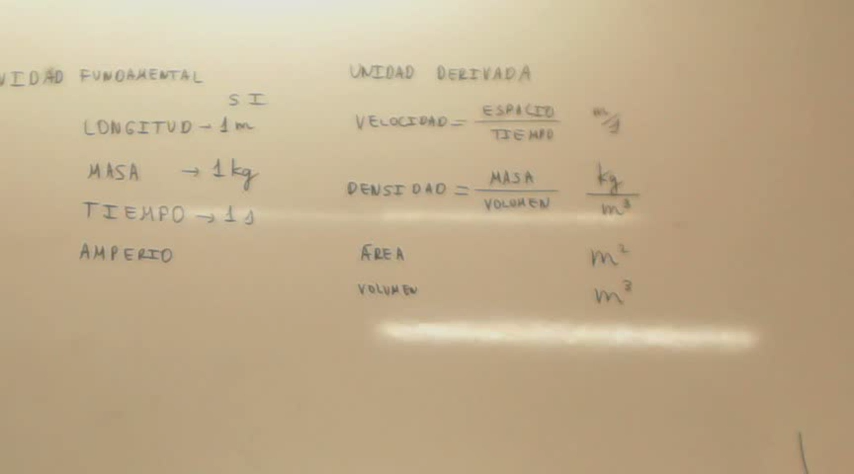 UNIDAD FUNDAMENTAL
SI
LONGITUD → 1 m
MASA → 1 kg
TIEMPO → 1 s
AMPERIO
UNIDAD DERIVADA
VELOCIDAD = ESPACIO / TIEMPO m/s
DENSIDAD = MASA / VOLUMEN kg / m³
ÁREA m²
VOLUMEN m³